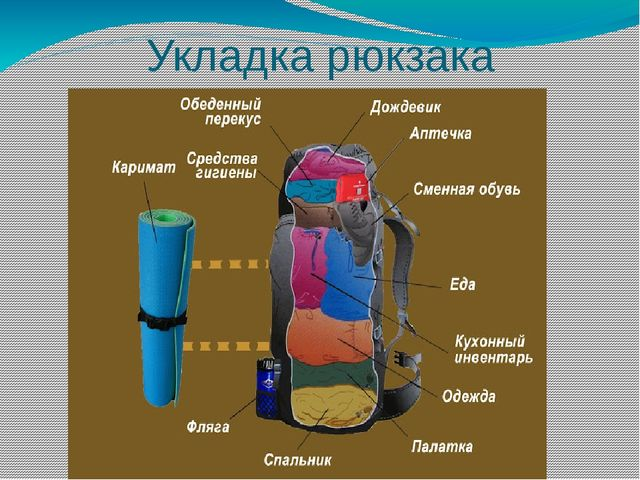 Укладка рюкзака
Обеденный
перекус
Дождевик
Аптечка
Каримат
Средства
гигиены
Сменная обувь
Еда
Кухонный
инвентарь
Одежда
Фляга
Палатка
Спальник